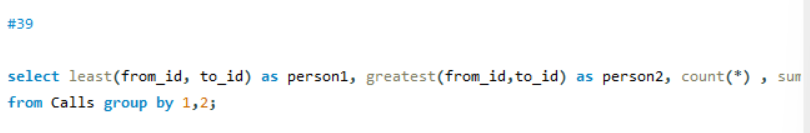 #39
select least(from_id, to_id) as person1, greatest(from_id,to_id) as person2, count(*) , sum
from Calls group by 1,2;